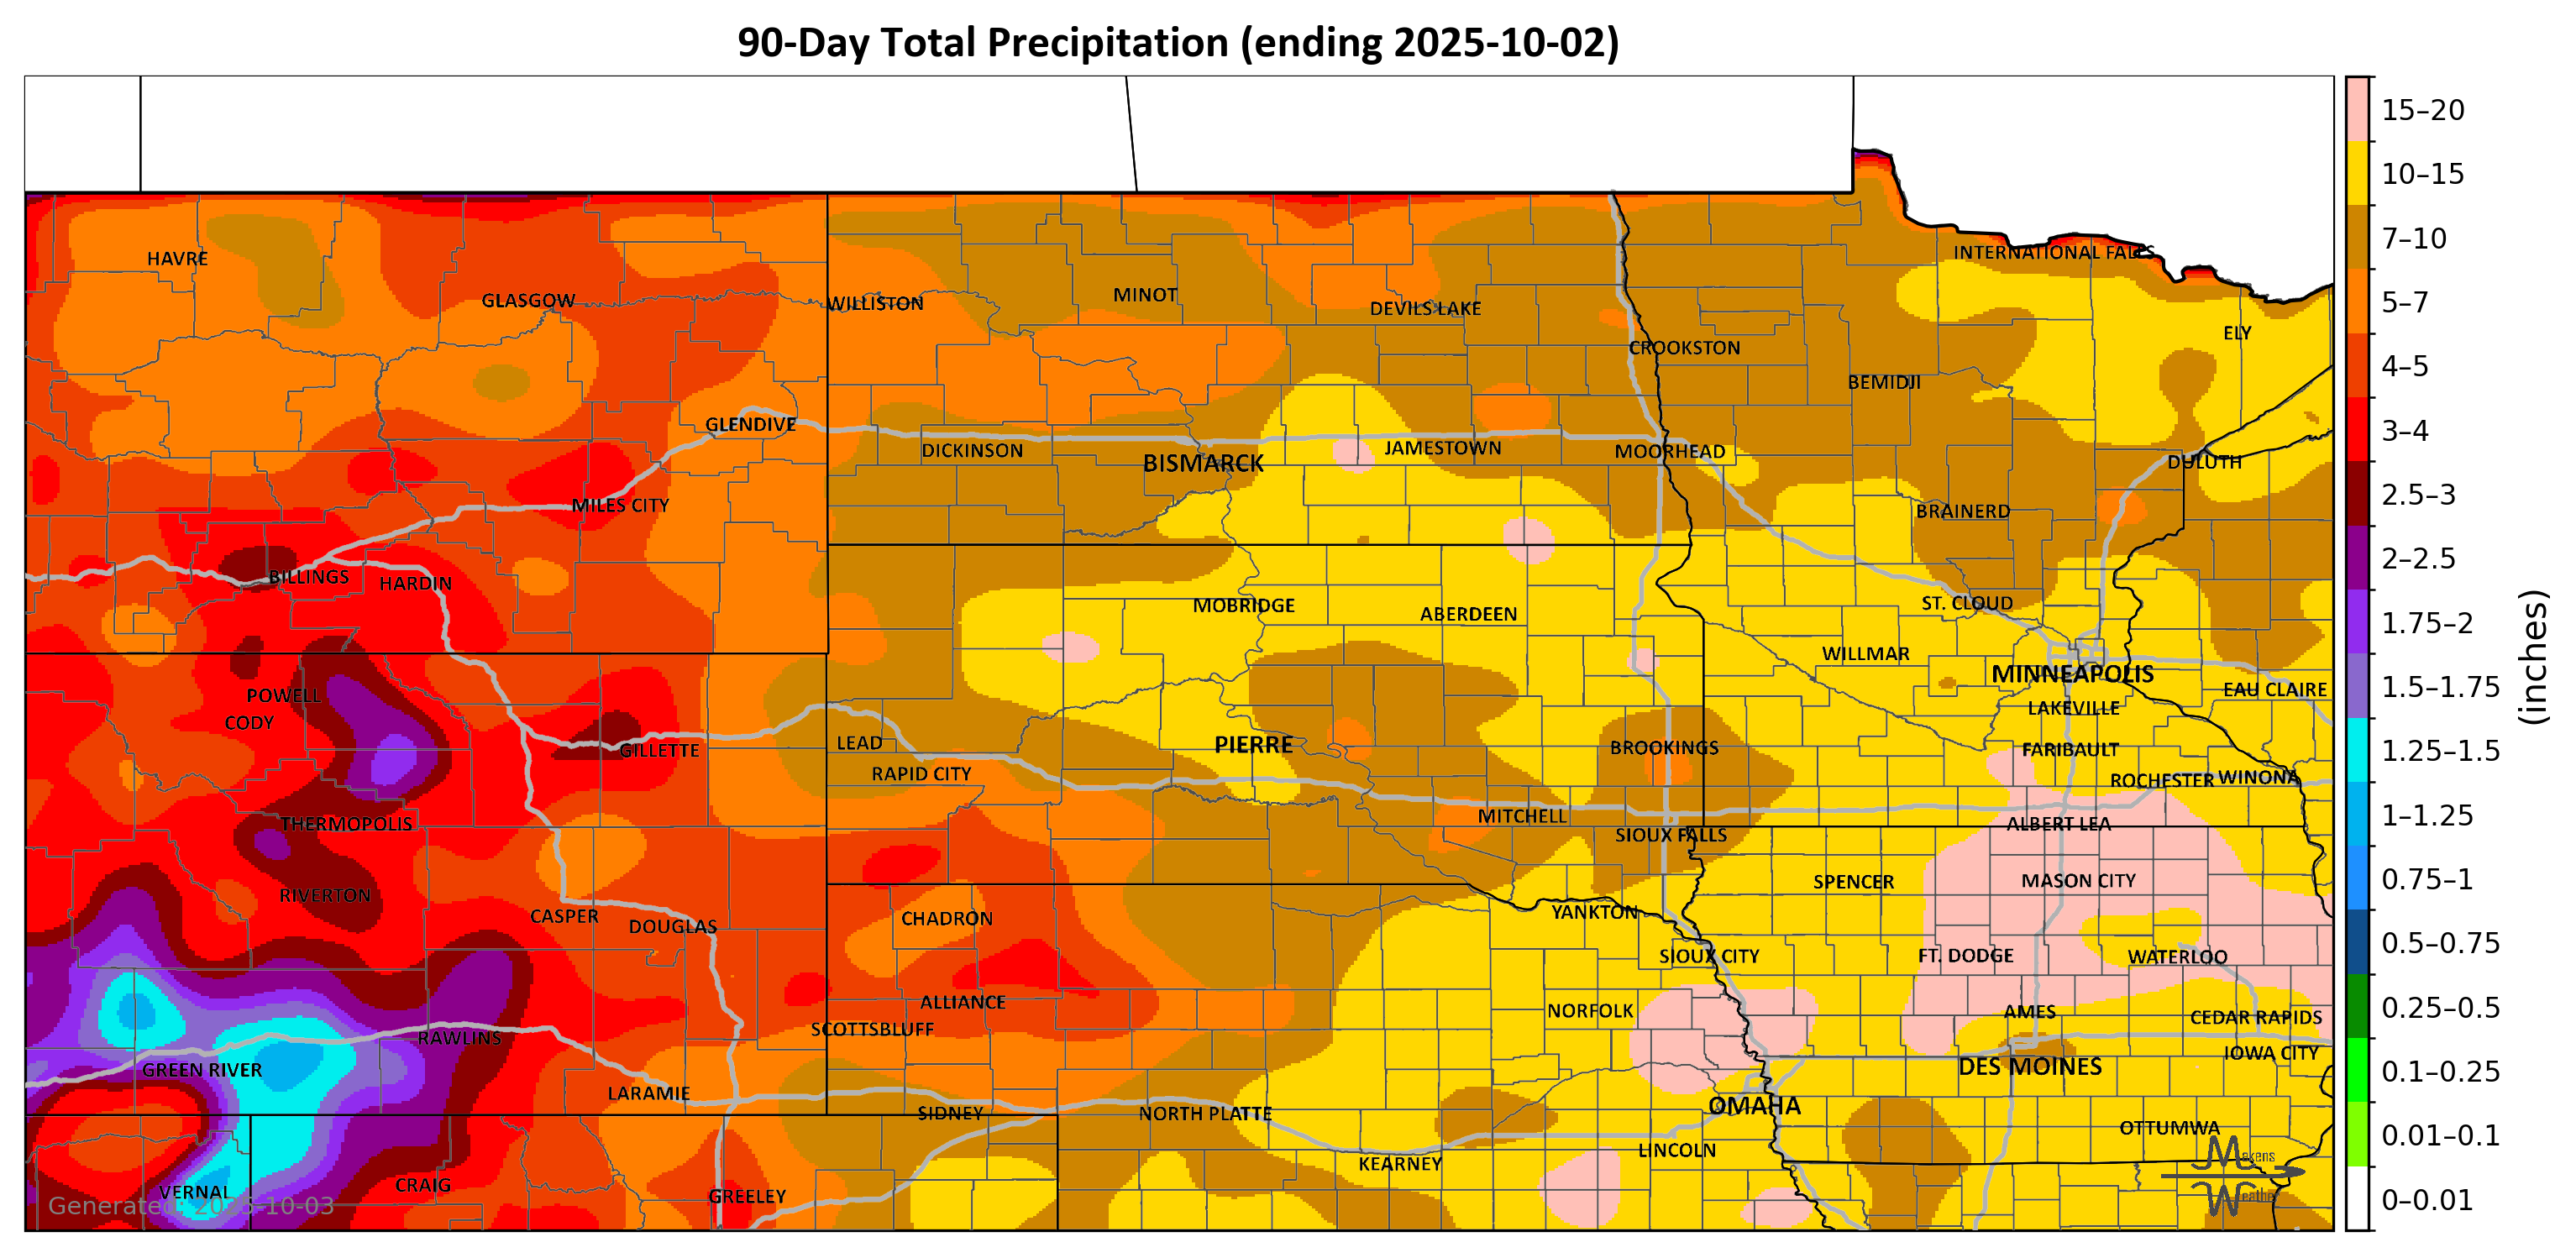 90-Day Total Precipitation (ending 2025-10-02)
15–20
10–15
7–10
5–7
4–5
3–4
2.5–3
2–2.5
1.75–2
1.5–1.75
1.25–1.5
1–1.25
0.75–1
0.5–0.75
0.25–0.5
0.1–0.25
0.01–0.1
0–0.01
(inches)
HAVRE
INTERNATIONAL FALLS
GLASGOW
WILLISTON
MINOT
DEVILS LAKE
ELY
CROOKSTON
BEMIDJI
GLENDIVE
DICKINSON
BISMARCK
JAMESTOWN
MOORHEAD
DULUTH
MILES CITY
BRAINERD
BILLINGS
HARDIN
MOBRIDGE
ABERDEEN
ST. CLOUD
WILLMAR
MINNEAPOLIS
POWELL
EAU CLAIRE
CODY
LAKEVILLE
GILLETTE
LEAD
PIERRE
BROOKINGS
FARIBAULT
RAPID CITY
ROCHESTER
WINONA
THERMOPOLIS
MITCHELL
SIOUX FALLS
ALBERT LEA
RIVERTON
SPENCER
MASON CITY
CASPER
DOUGLAS
CHADRON
YANKTON
SIOUX CITY
FT. DODGE
WATERLOO
ALLIANCE
NORFOLK
AMES
CEDAR RAPIDS
SCOTTSBLUFF
RAWLINS
IOWA CITY
GREEN RIVER
DES MOINES
LARAMIE
SIDNEY
NORTH PLATTE
OMAHA
OTTUMWA
LINCOLN
KEARNEY
VERNAL
CRAIG
GREELEY
Generated: 2025-10-03
Makens
Weather